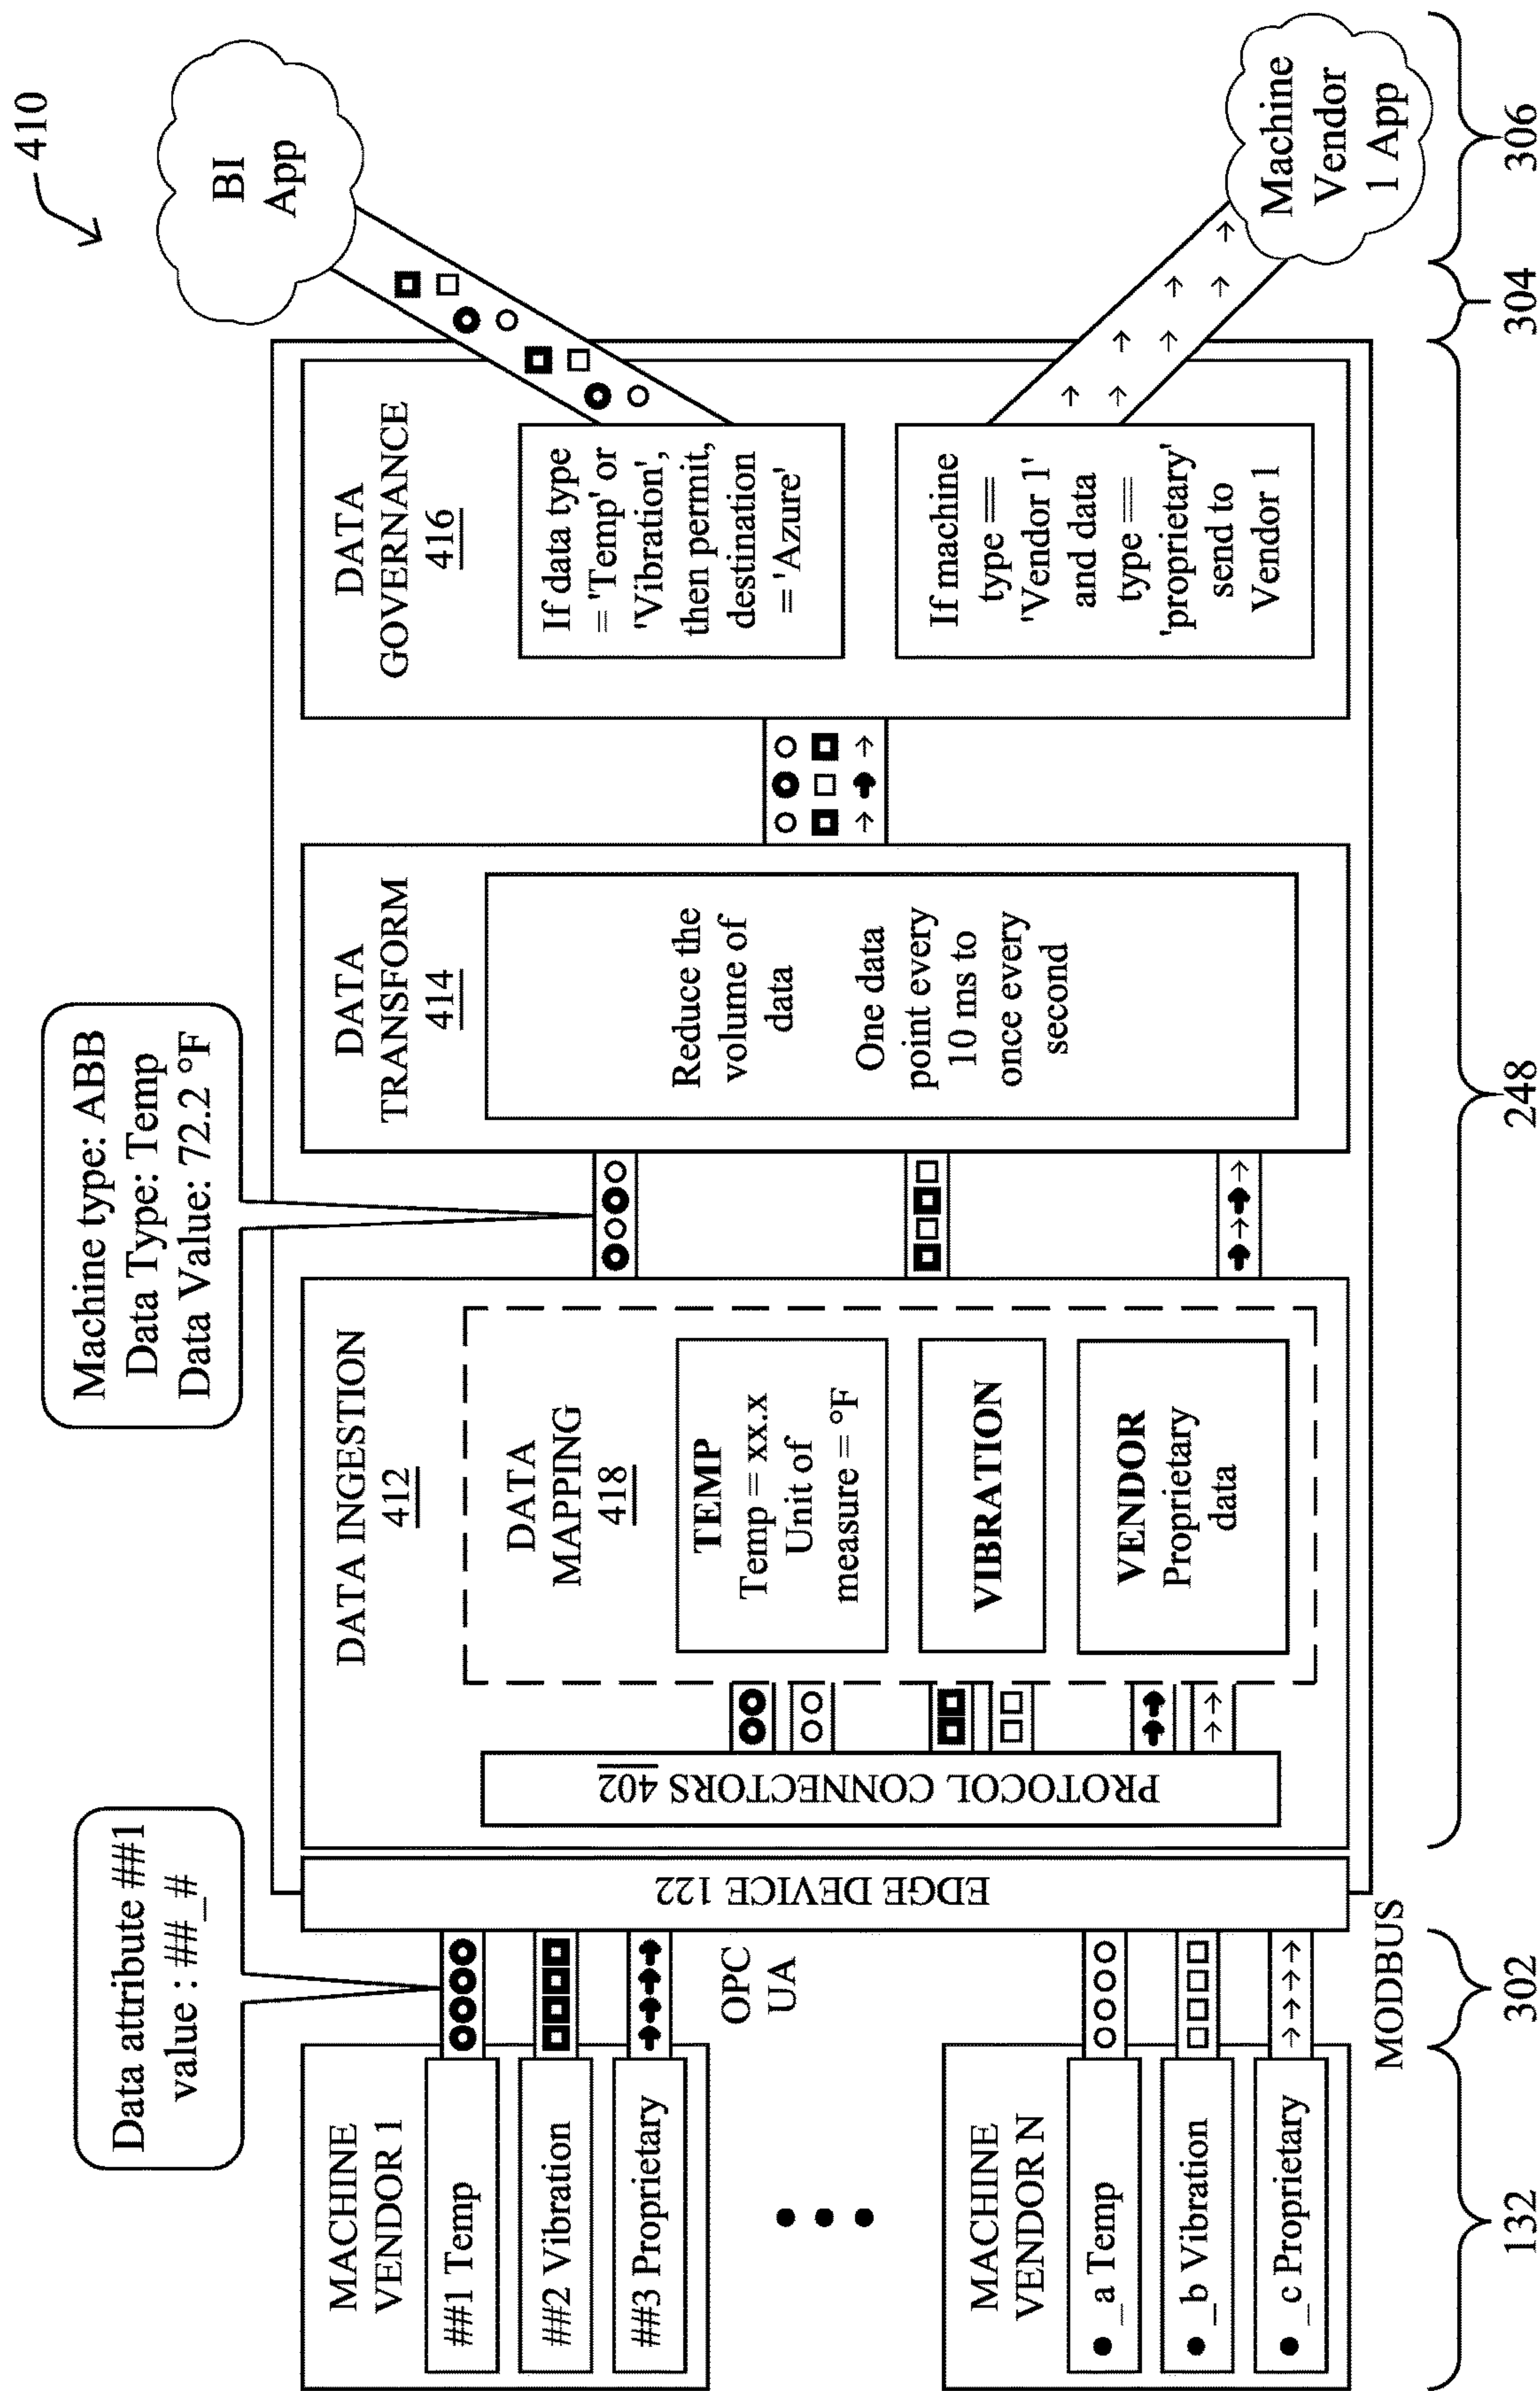 410
Data attribute ##1
value : ##_#
Machine type: ABB
Data Type: Temp
Data Value: 72.2 °F
MACHINE
VENDOR 1
##1 Temp
##2 Vibration
##3 Proprietary
OPC
UA
MACHINE
VENDOR N
● _a Temp
● _b Vibration
● _c Proprietary
MODBUS
EDGE DEVICE 122
DATA INGESTION
412
PROTOCOL CONNECTORS 402
DATA
MAPPING
418
TEMP
Temp = xx.x
Unit of
measure = °F
VIBRATION
VENDOR
Proprietary
data
DATA
TRANSFORM
414
Reduce the
volume of
data
One data
point every
10 ms to
once every
second
DATA
GOVERNANCE
416
If data type
='Temp' or
'Vibration',
then permit,
destination
='Azure'
If machine
type ==
'Vendor 1'
and data
type ==
'proprietary'
send to
Vendor 1
BI
App
Machine
Vendor
1 App
132
302
248
304
306